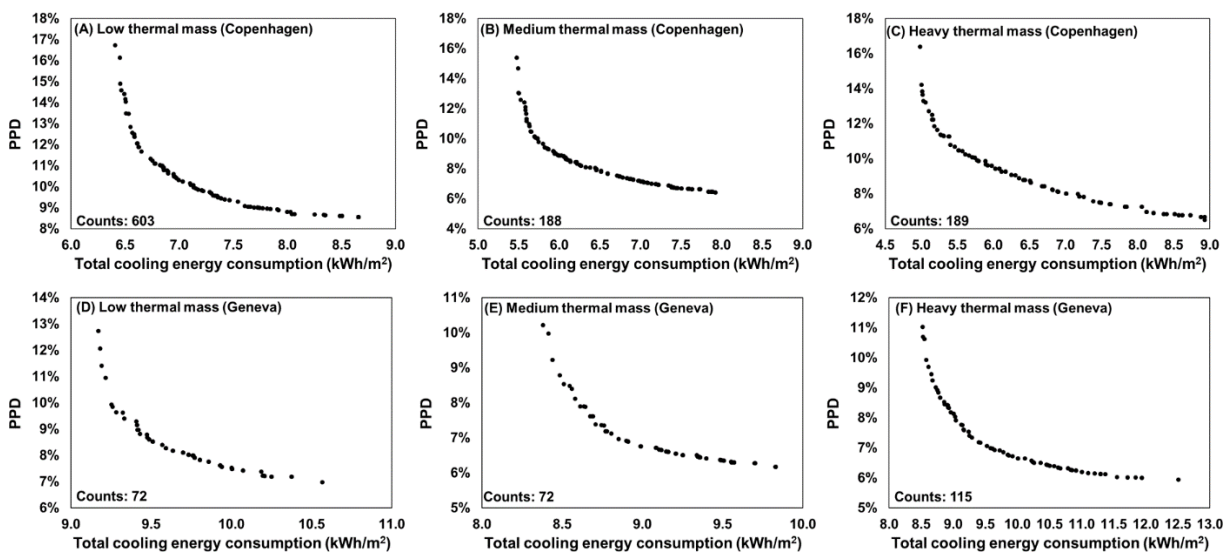 (A) Low thermal mass (Copenhagen)
PPD
17%
16%
15%
14%
13%
12%
11%
10%
9%
8%
Counts: 603
6.0 6.5 7.0 7.5 8.0 8.5 9.0
Total cooling energy consumption (kWh/m²)
(B) Medium thermal mass (Copenhagen)
PPD
18%
16%
14%
12%
10%
8%
6%
4%
Counts: 188
5.0 5.5 6.0 6.5 7.0 7.5 8.0 8.5 9.0
Total cooling energy consumption (kWh/m²)
(C) Heavy thermal mass (Copenhagen)
PPD
18%
16%
14%
12%
10%
8%
6%
Counts: 189
4.5 5.0 5.5 6.0 6.5 7.0 7.5 8.0 8.5 9.0
Total cooling energy consumption (kWh/m²)
(D) Low thermal mass (Geneva)
PPD
14%
13%
12%
11%
10%
9%
8%
7%
6%
Counts: 72
9.0 9.5 10.0 10.5 11.0
Total cooling energy consumption (kWh/m²)
(E) Medium thermal mass (Geneva)
PPD
11%
10%
9%
8%
7%
6%
5%
Counts: 72
8.0 8.5 9.0 9.5 10.0
Total cooling energy consumption (kWh/m²)
(F) Heavy thermal mass (Geneva)
PPD
12%
11%
10%
9%
8%
7%
6%
5%
Counts: 115
8.0 8.5 9.0 9.5 10.0 10.5 11.0 11.5 12.0 12.5 13.0
Total cooling energy consumption (kWh/m²)